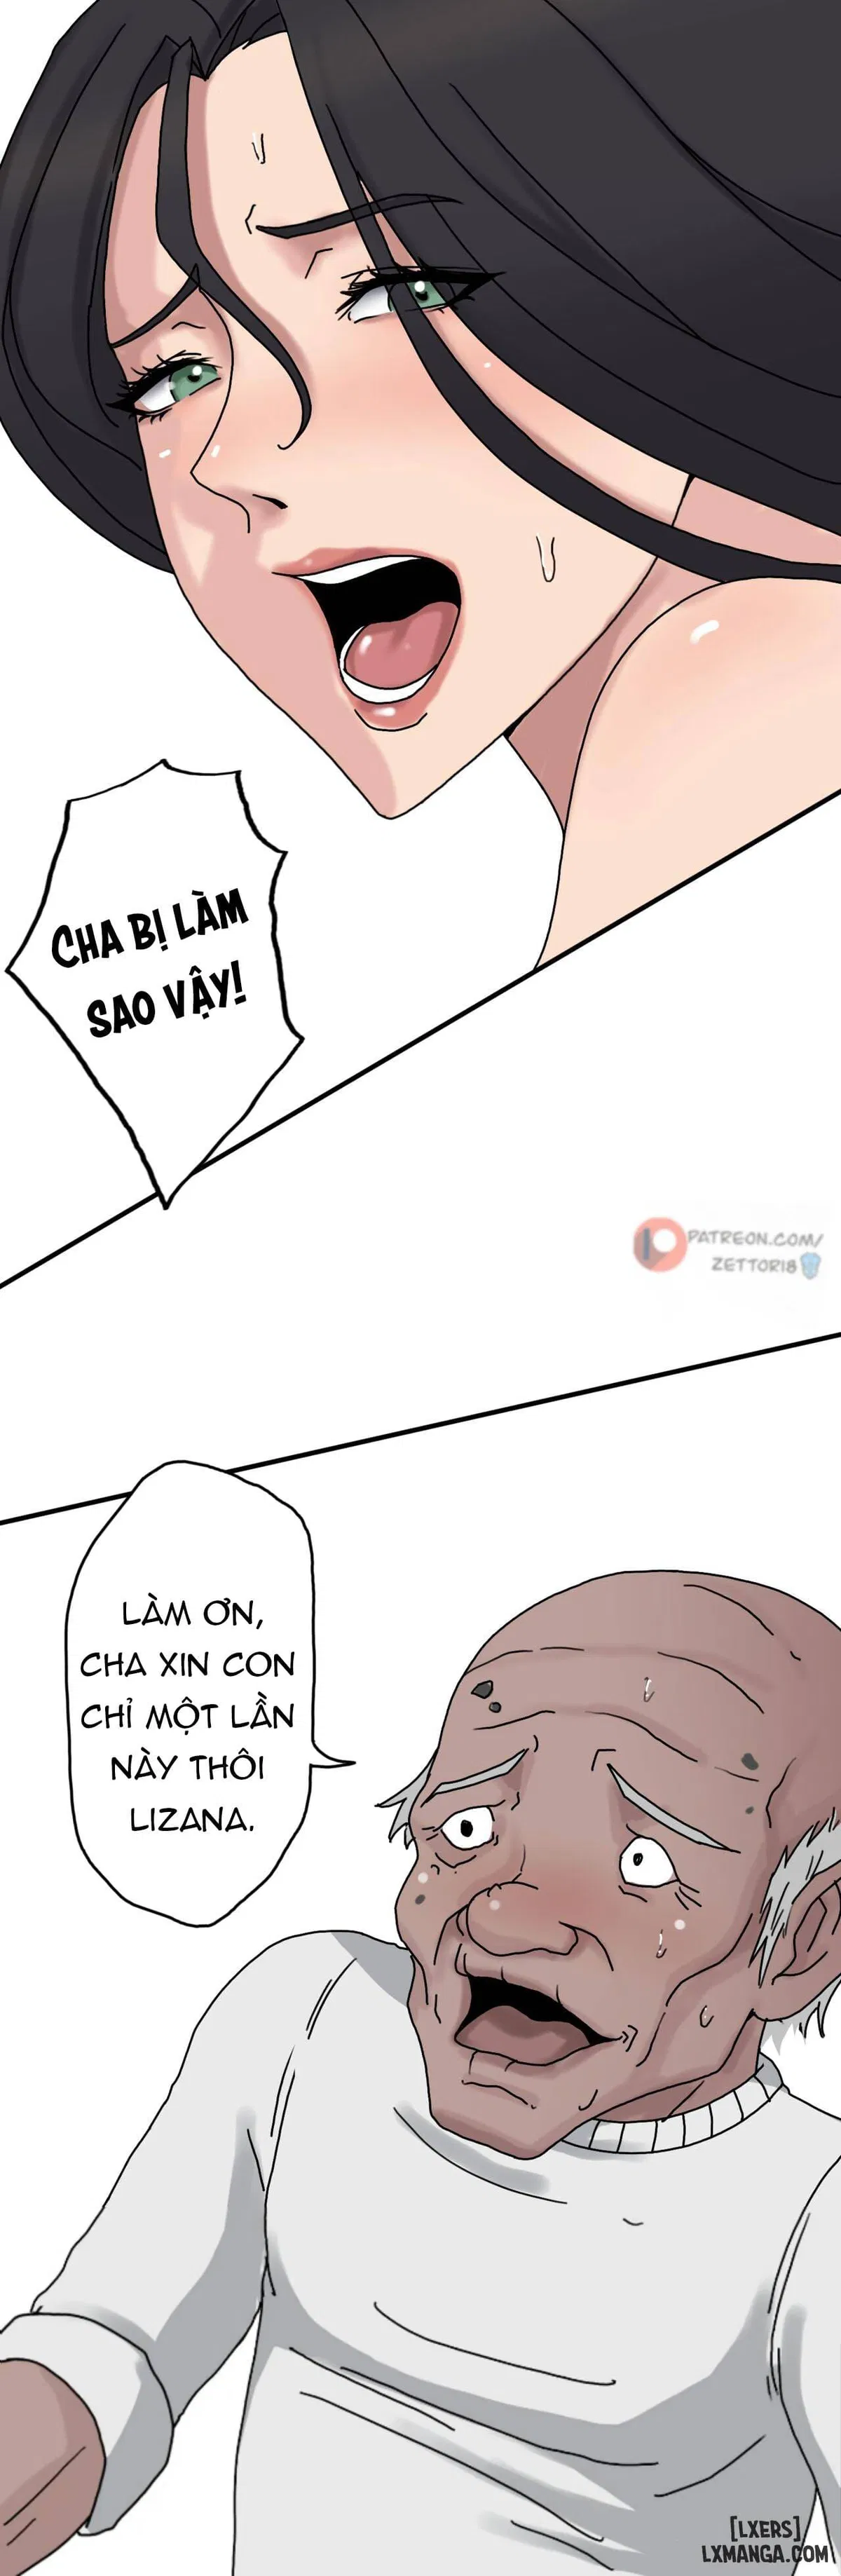 CHA BỊ LÀM
SAO VẬY!
PATREON.COM/
ZETTOR18
LÀM ƠN,
CHA XIN CON
CHỈ MỘT LẦN
NÀY THÔI
LIZANA.
[LXERS]
LXMANGA.COM